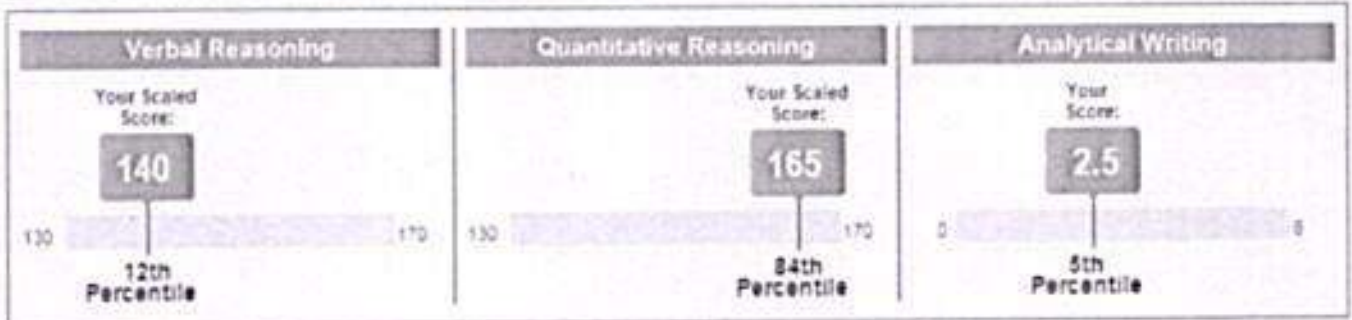 Verbal Reasoning
Your Scaled
Score:
140
130
170
12th
Percentile
Quantitative Reasoning
Your Scaled
Score:
165
130
170
84th
Percentile
Analytical Writing
Your
Score:
2.5
0
6
5th
Percentile